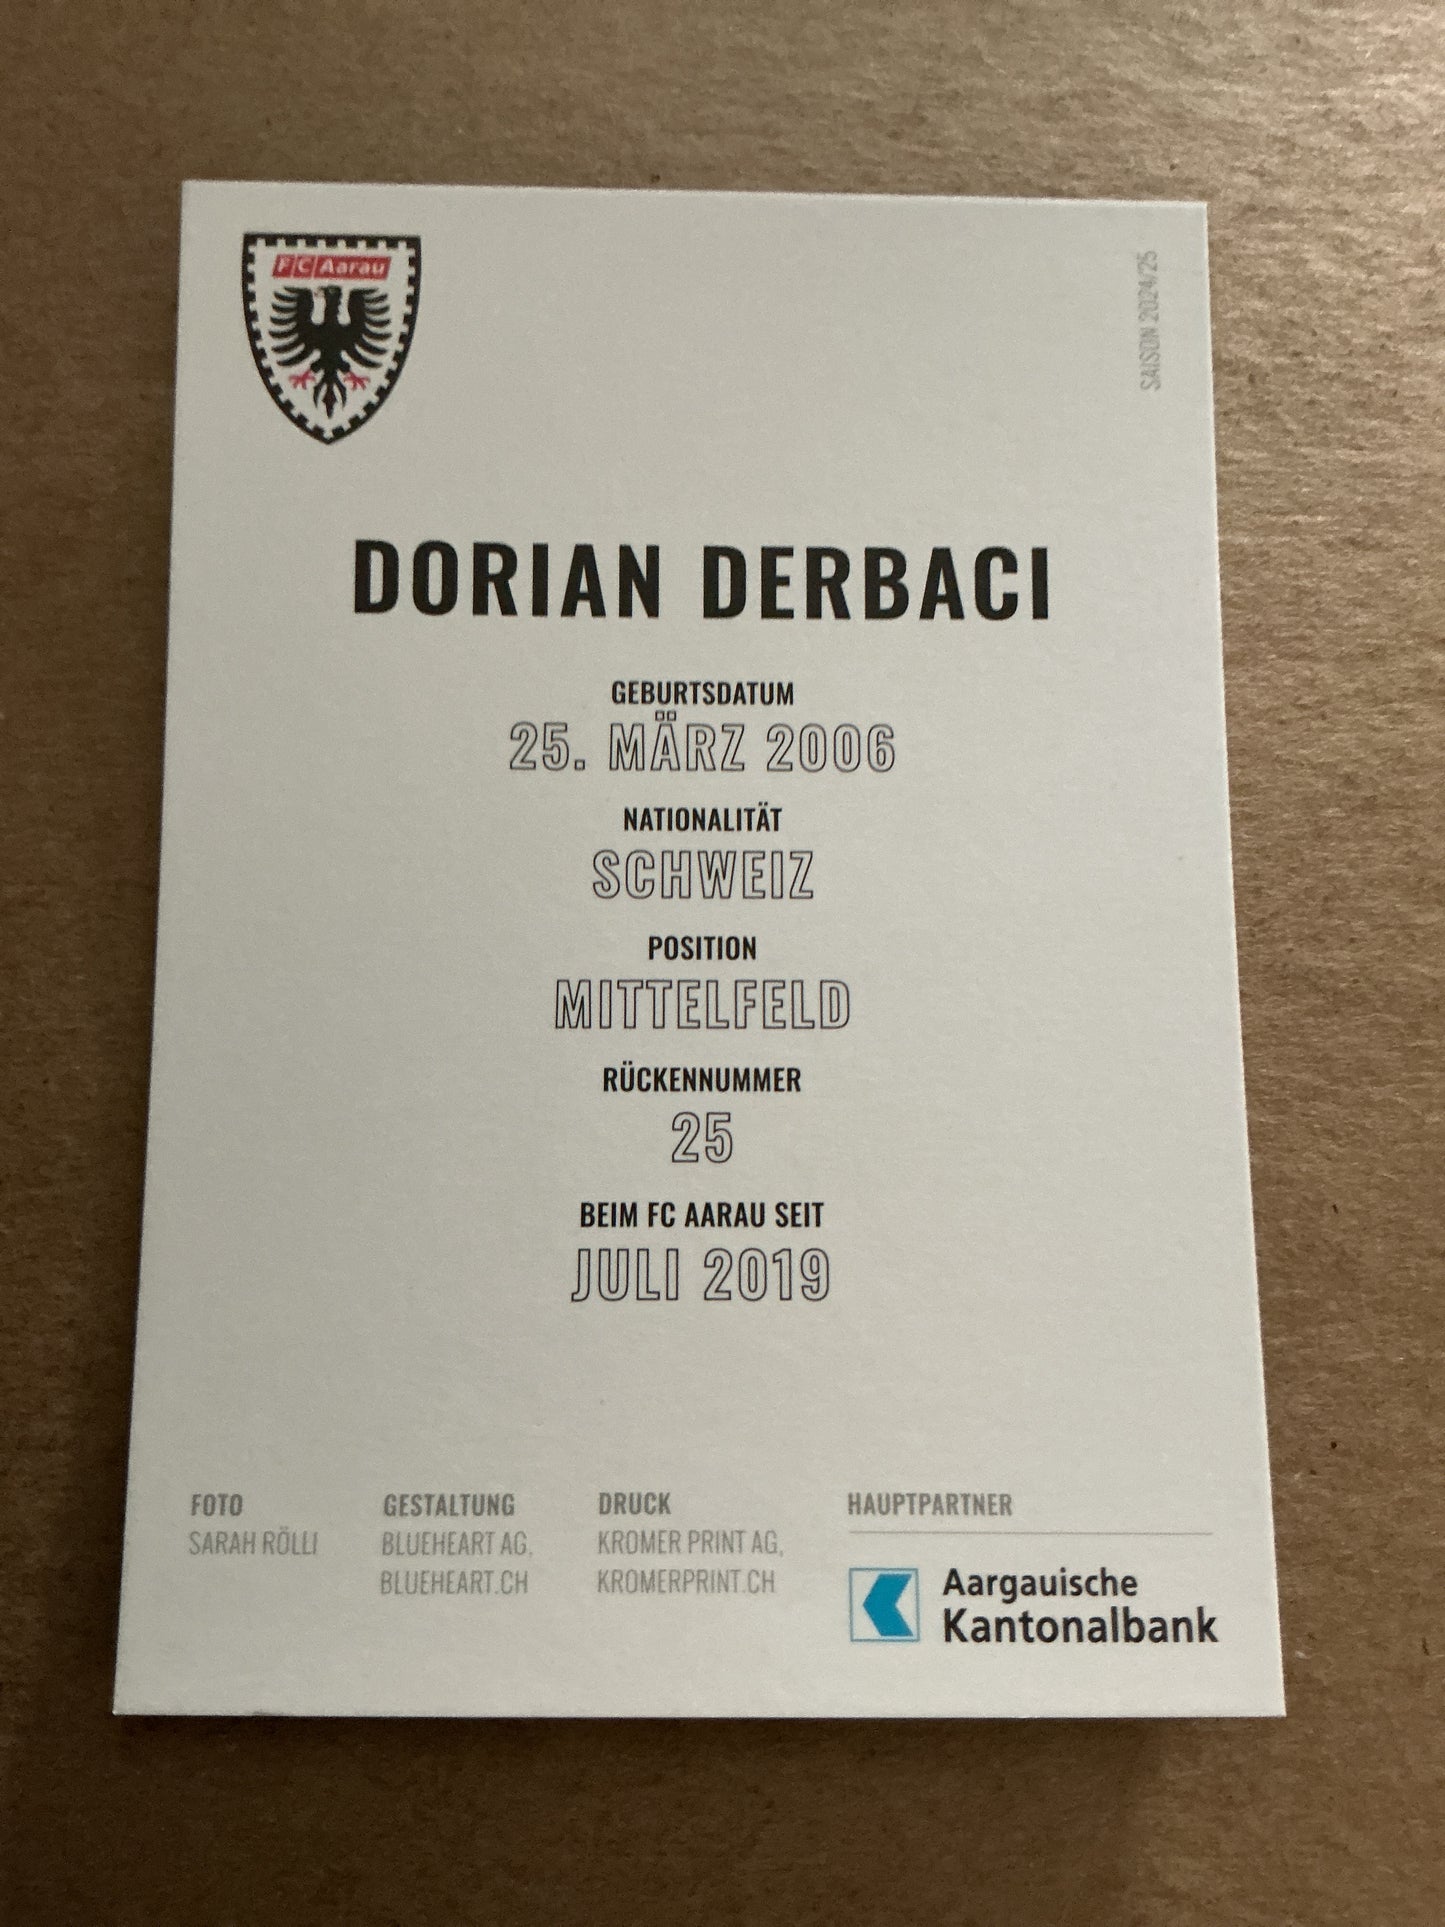 FC Aarau
SAISON 2024/25
DORIAN DERBACI
GEBURTSDATUM
25. MÄRZ 2006
NATIONALITÄT
SCHWEIZ
POSITION
MITTELFELD
RÜCKENNUMMER
25
BEIM FC AARAU SEIT
JULI 2019
FOTO
SARAH RÖLLI
GESTALTUNG
BLUEHEART AG,
BLUEHEART.CH
DRUCK
KROMER PRINT AG,
KROMERPRINT.CH
HAUPTPARTNER
Aargauische
Kantonalbank